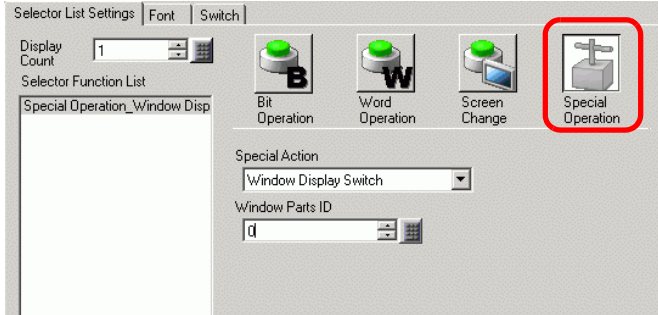 Selector List Settings Font Switch
Display
Count
1
Selector Function List
Special Operation_Window Disp
B
Bit
Operation
W
Word
Operation
Screen
Change
Special
Operation
Special Action
Window Display Switch
Window Parts ID
0